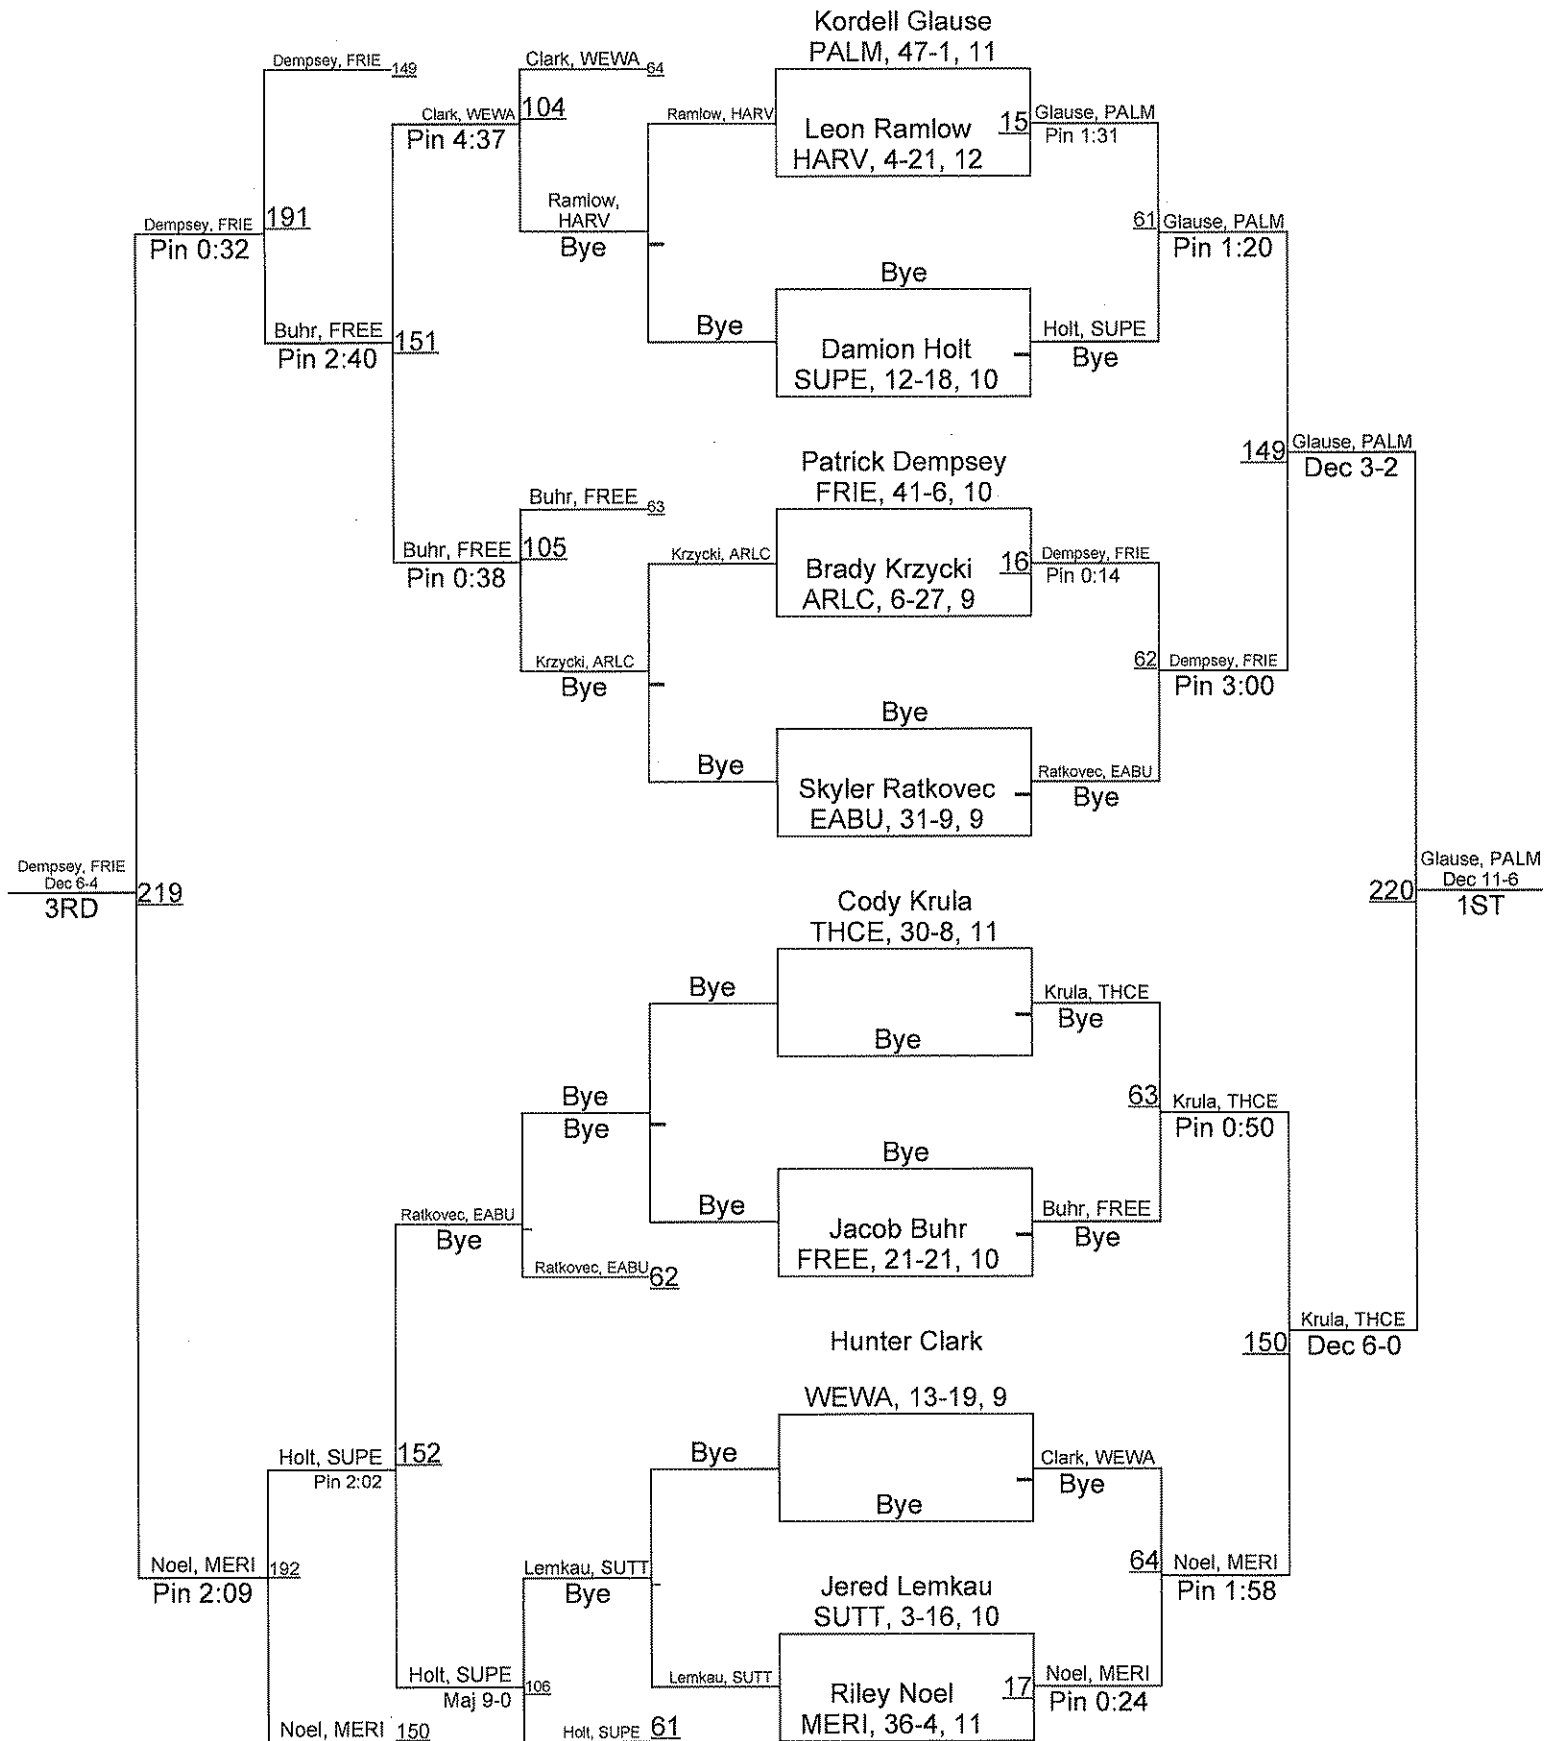 Kordell Glause
PALM, 47-1, 11
Dempsey, FRIE 149
Clark, WEWA 64
Clark, WEWA 104
Pin 4:37
Ramlow, HARV
Leon Ramlow
HARV, 4-21, 12
15 Glause, PALM
Pin 1:31
Dempsey, FRIE 191
Pin 0:32
Ramlow,
HARV
Bye
61 Glause, PALM
Pin 1:20
Bye
Bye
Damion Holt
SUPE, 12-18, 10
Holt, SUPE
Bye
Buhr, FREE 151
Pin 2:40
149 Glause, PALM
Dec 3-2
Patrick Dempsey
FRIE, 41-6, 10
Buhr, FREE 63
Buhr, FREE 105
Pin 0:38
Krzycki, ARLC
Brady Krzycki
ARLC, 6-27, 9
16 Dempsey, FRIE
Pin 0:14
Krzycki, ARLC
Bye
62 Dempsey, FRIE
Pin 3:00
Bye
Bye
Skyler Ratkovec
EABU, 31-9, 9
Ratkovec, EABU
Bye
Dempsey, FRIE
Dec 6-4
3RD
219
220
Glause, PALM
Dec 11-6
1ST
Cody Krula
THCE, 30-8, 11
Bye
Bye
Krula, THCE
Bye
Bye
Bye
63 Krula, THCE
Pin 0:50
Bye
Bye
Jacob Buhr
FREE, 21-21, 10
Buhr, FREE
Bye
Ratkovec, EABU
Bye
Ratkovec, EABU 62
150 Krula, THCE
Dec 6-0
Hunter Clark
WEWA, 13-19, 9
Bye
Bye
Clark, WEWA
Bye
Holt, SUPE 152
Pin 2:02
Noel, MERI 192
Pin 2:09
Lemkau, SUTT
Bye
64 Noel, MERI
Pin 1:58
Jered Lemkau
SUTT, 3-16, 10
Lemkau, SUTT
Riley Noel
MERI, 36-4, 11
17 Noel, MERI
Pin 0:24
Holt, SUPE 106
Maj 9-0
Noel, MERI 150
Holt, SUPE 61